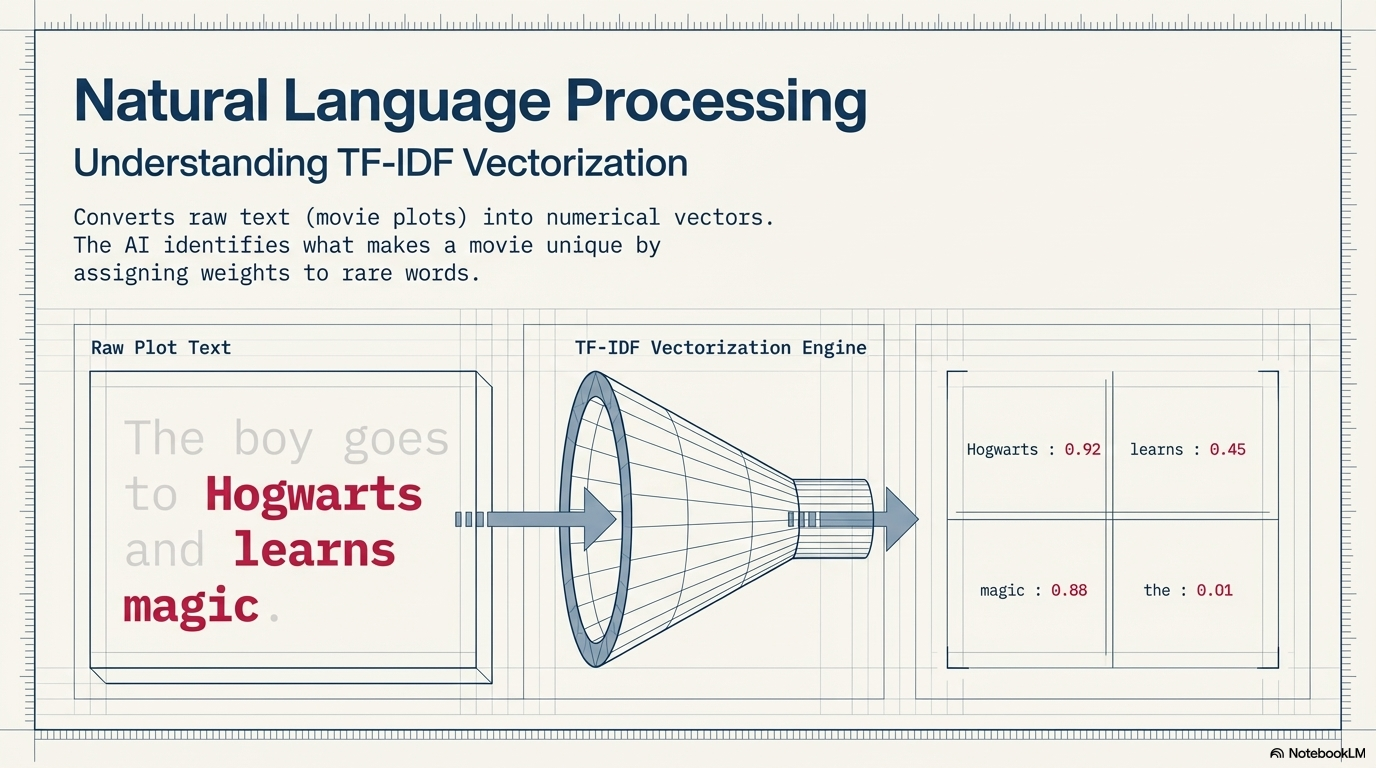 Natural Language Processing
Understanding TF-IDF Vectorization
Converts raw text (movie plots) into numerical vectors.
The AI identifies what makes a movie unique by
assigning weights to rare words.
Raw Plot Text
The boy goes
to Hogwarts
and learns
magic.
TF-IDF Vectorization Engine
Hogwarts : 0.92
learns : 0.45
magic : 0.88
the : 0.01
NotebookLM